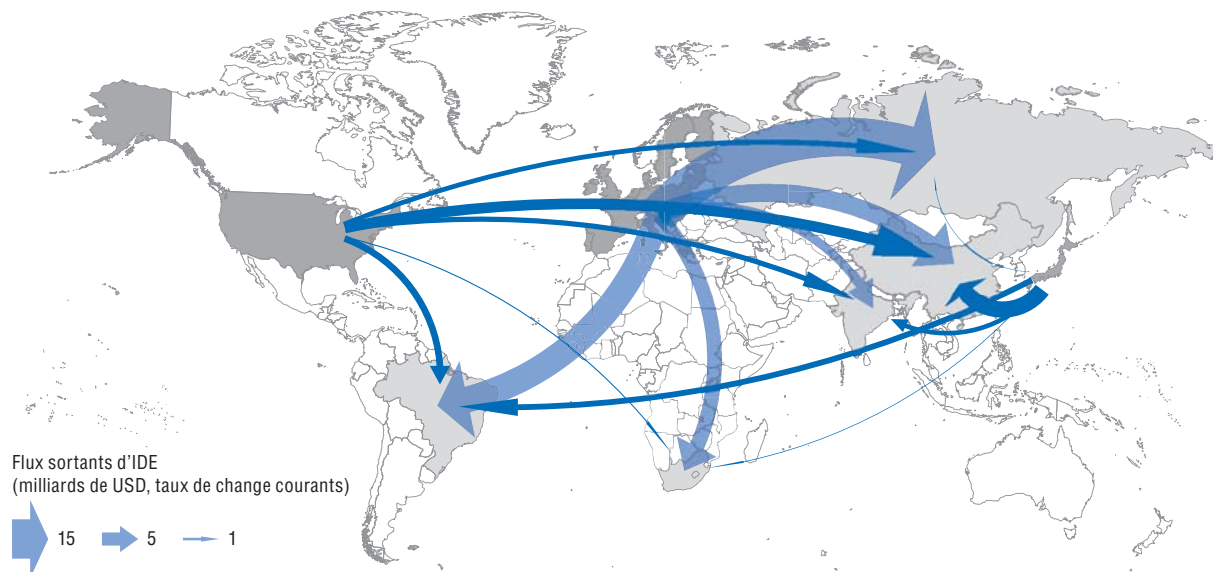 Flux sortants d'IDE
(milliards de USD, taux de change courants)
15 5 1